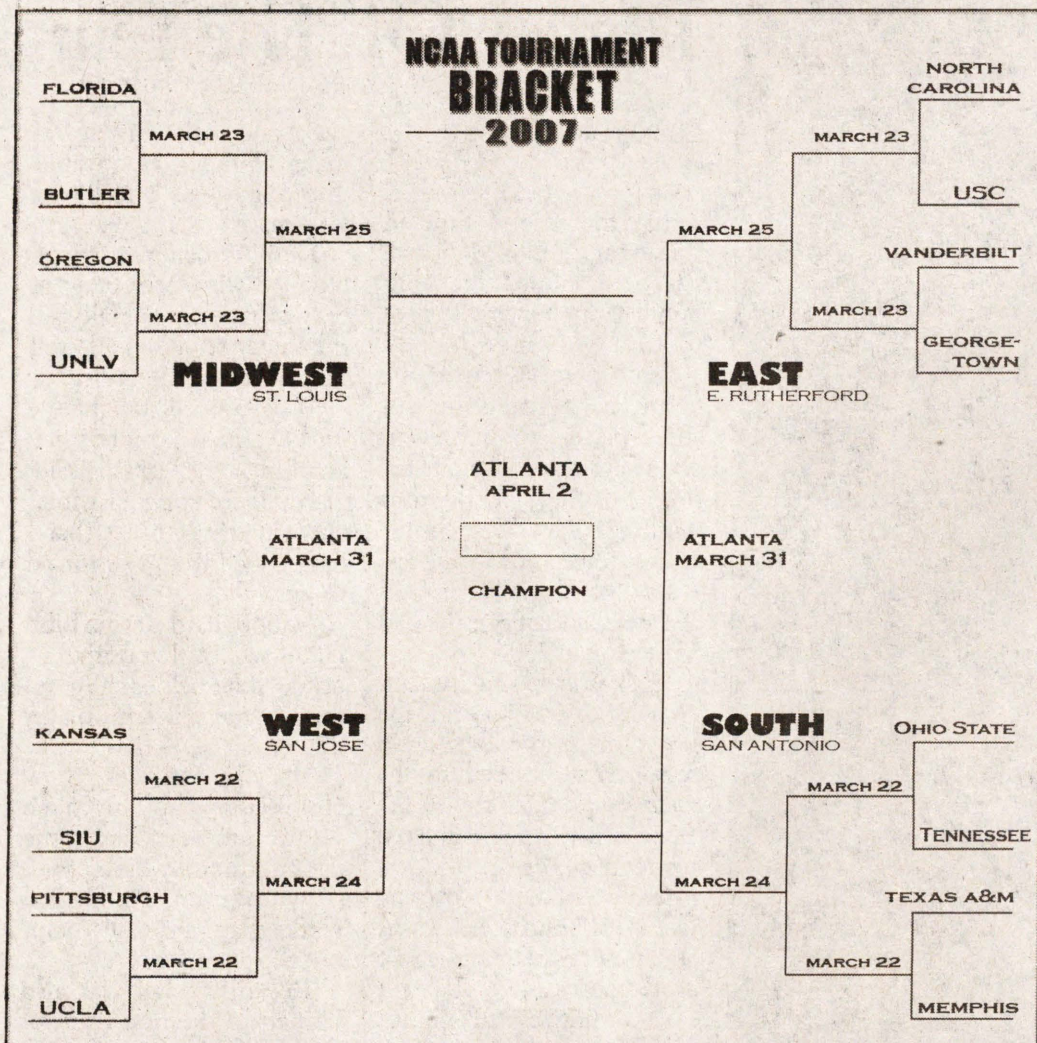 NCAA TOURNAMENT
BRACKET
2007
FLORIDA
MARCH 23
BUTLER
MARCH 25
OREGON
MARCH 23
UNLV
MIDWEST
ST. LOUIS
NORTH
CAROLINA
MARCH 23
USC
MARCH 25
VANDERBILT
MARCH 23
GEORGE-
TOWN
EAST
E. RUTHERFORD
ATLANTA
APRIL 2
CHAMPION
ATLANTA
MARCH 31
ATLANTA
MARCH 31
WEST
SAN JOSE
KANSAS
MARCH 22
SIU
MARCH 24
PITTSBURGH
MARCH 22
UCLA
SOUTH
SAN ANTONIO
OHIO STATE
MARCH 22
TENNESSEE
MARCH 24
TEXAS A&M
MARCH 22
MEMPHIS